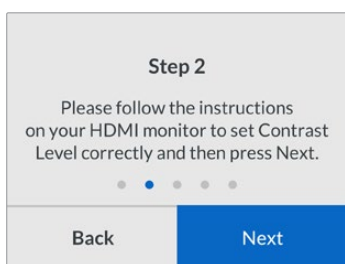 Step 2
Please follow the instructions
on your HDMI monitor to set Contrast
Level correctly and then press Next.
Back
Next